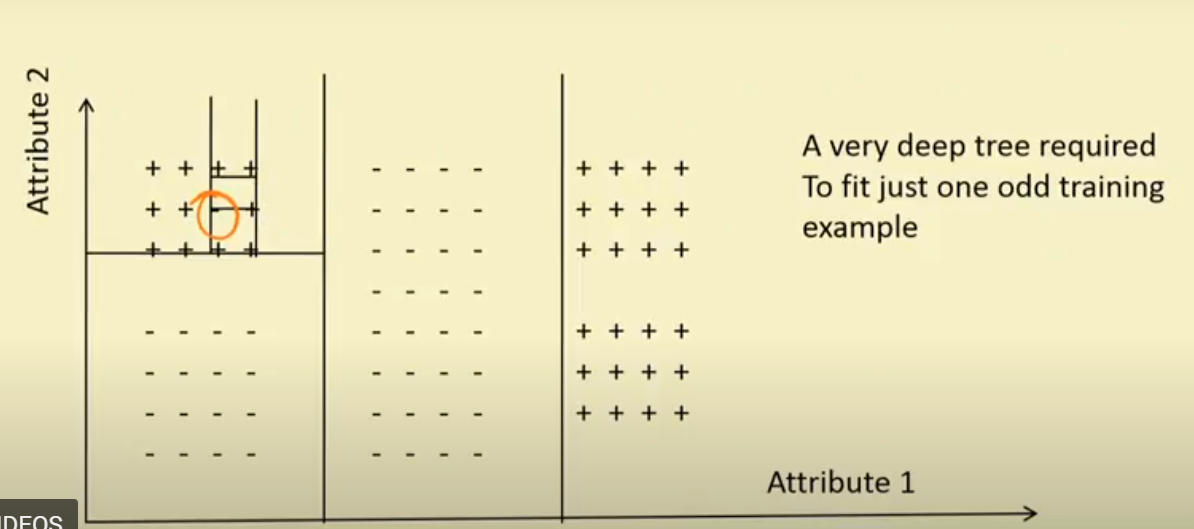 Attribute 2
A very deep tree required
To fit just one odd training
example
+ + + + - - - - + + + +
+ + - + - - - - + + + +
+ + + + - - - - + + + +
- - - -
- - - - - - - - + + + +
- - - - - - - - + + + +
- - - - - - - - + + + +
- - - - - - - -
Attribute 1